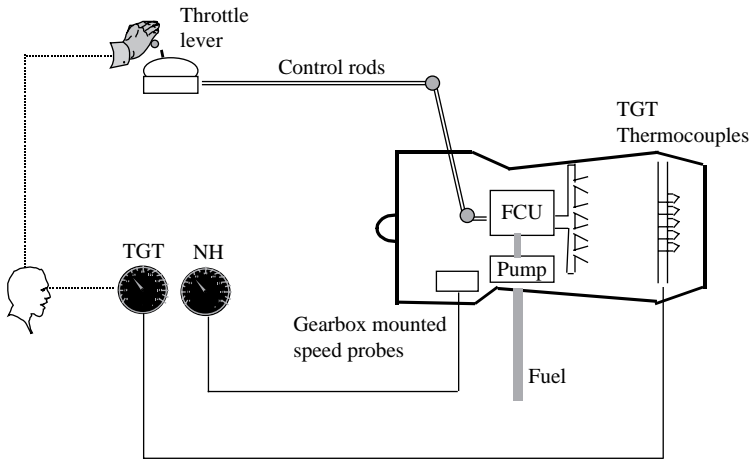 Throttle
lever
Control rods
TGT
Thermocouples
FCU
TGT
NH
Pump
Gearbox mounted
speed probes
Fuel